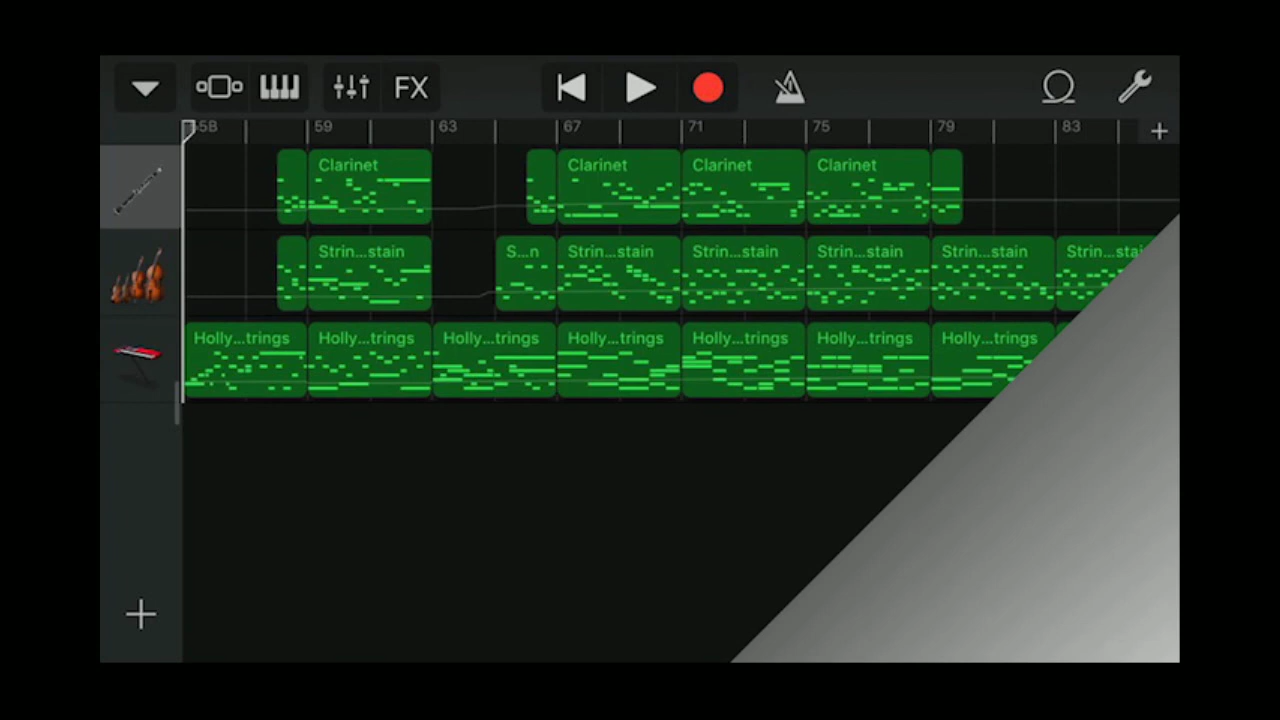 FX
59 63 67 71 75 79 83
Clarinet Clarinet Clarinet Clarinet
Strin...stain S...n Strin...stain Strin...stain Strin...stain Strin...stain
Holly...trings Holly...trings Holly...trings Holly...trings Holly...trings Holly...trings Holly...trings